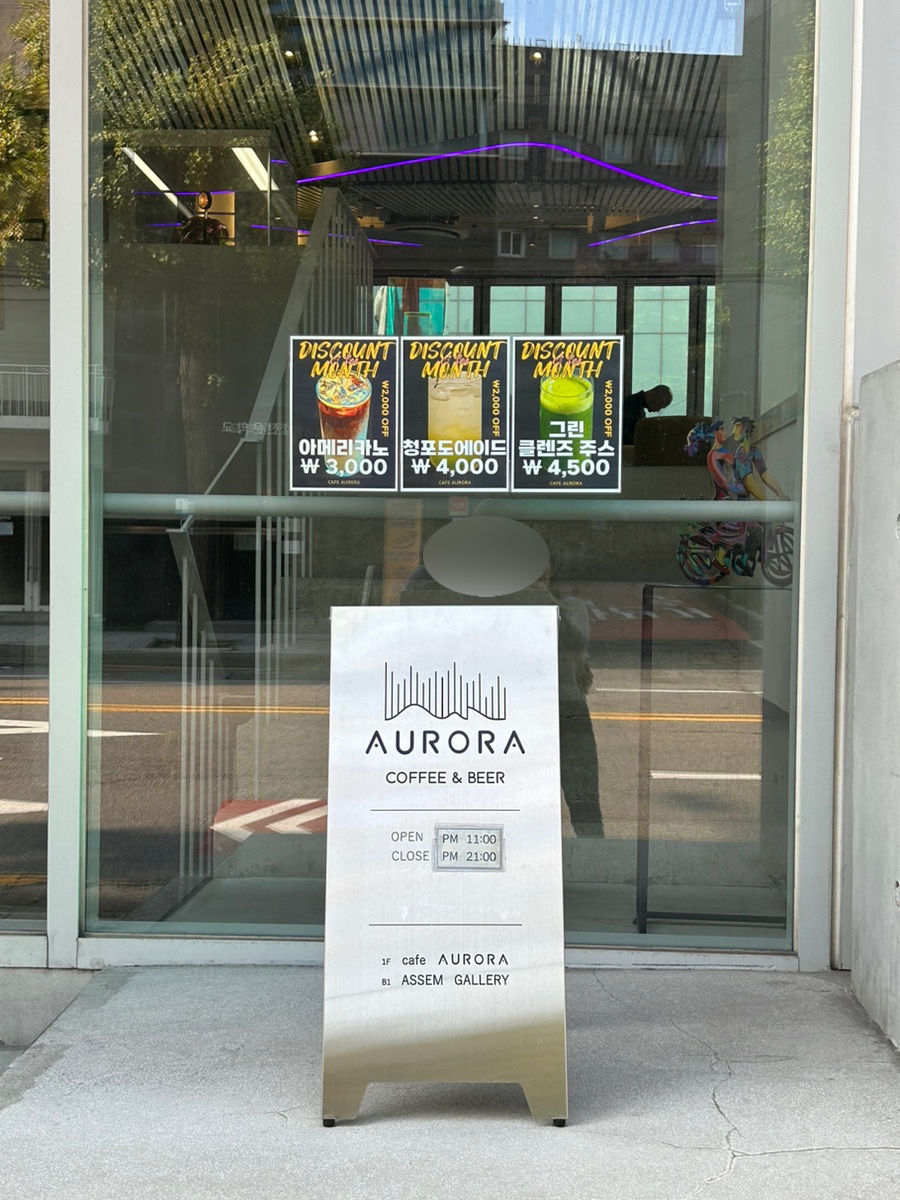 DISCOUNT
MONTH
₩2,000 OFF
아메리카노
₩ 3,000
CAFE AURORA
DISCOUNT
MONTH
₩2,000 OFF
청포도에이드
₩ 4,000
CAFE AURORA
DISCOUNT
MONTH
₩2,000 OFF
그린
클렌즈 주스
₩ 4,500
CAFE AURORA
AURORA
COFFEE & BEER
OPEN PM 11:00
CLOSE PM 21:00
1F cafe AURORA
B1 ASSEM GALLERY